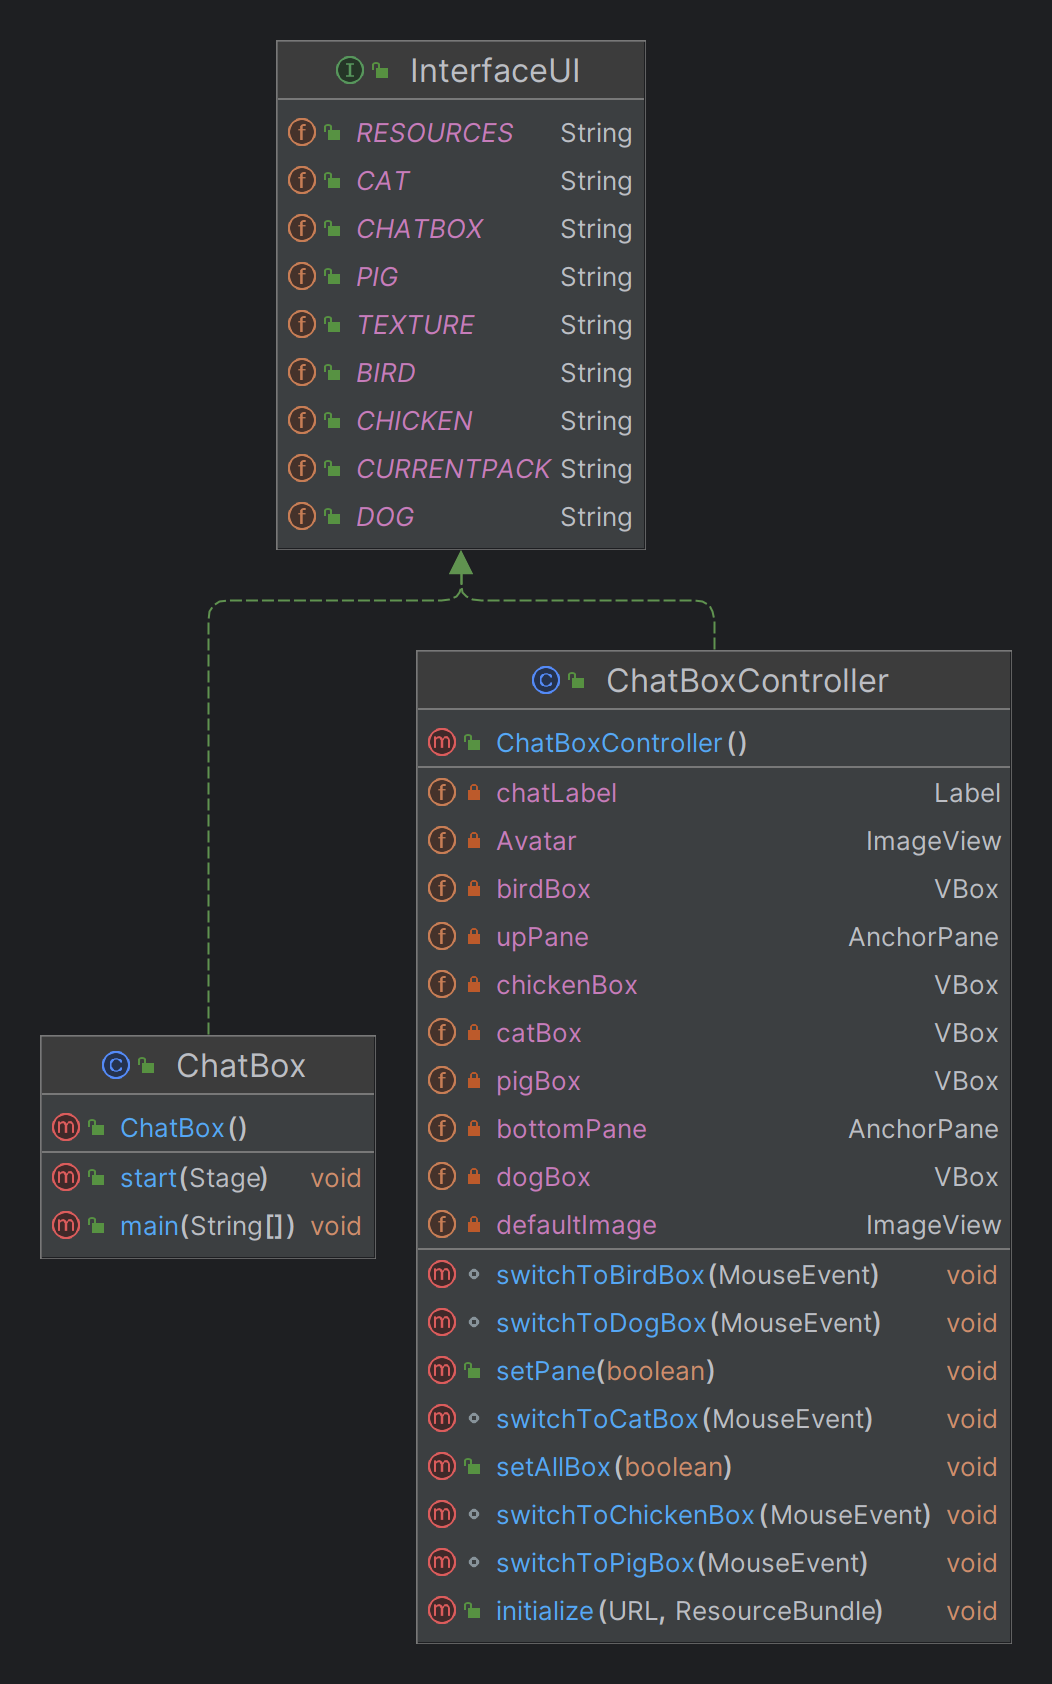 I InterfaceUI
f RESOURCES String
f CAT String
f CHATBOX String
f PIG String
f TEXTURE String
f BIRD String
f CHICKEN String
f CURRENTPACK String
f DOG String
C ChatBoxController
m ChatBoxController()
f chatLabel Label
f Avatar ImageView
f birdBox VBox
f upPane AnchorPane
f chickenBox VBox
f catBox VBox
f pigBox VBox
f bottomPane AnchorPane
f dogBox VBox
f defaultImage ImageView
m switchToBirdBox(MouseEvent) void
m switchToDogBox(MouseEvent) void
m setPane(boolean) void
m switchToCatBox(MouseEvent) void
m setAllBox(boolean) void
m switchToChickenBox(MouseEvent) void
m switchToPigBox(MouseEvent) void
m initialize(URL, ResourceBundle) void
C ChatBox
m ChatBox()
m start(Stage) void
m main(String[]) void